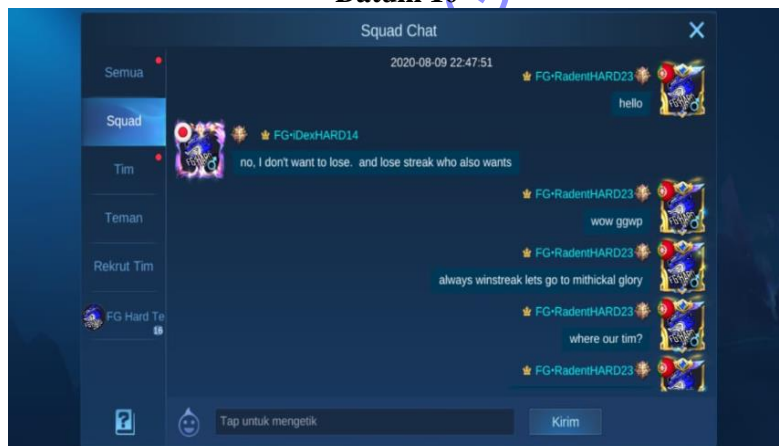 Datum 16
Squad Chat
Semua
Squad
Tim
Teman
Rekrut Tim
FG Hard Te
16
2020-08-09 22:47:51
FG•RadentHARD23
hello
FG•iDexHARD14
no, I don't want to lose. and lose streak who also wants
FG•RadentHARD23
wow ggwp
FG•RadentHARD23
always winstreak lets go to mithickal glory
FG•RadentHARD23
where our tim?
FG•RadentHARD23
Tap untuk mengetik
Kirim